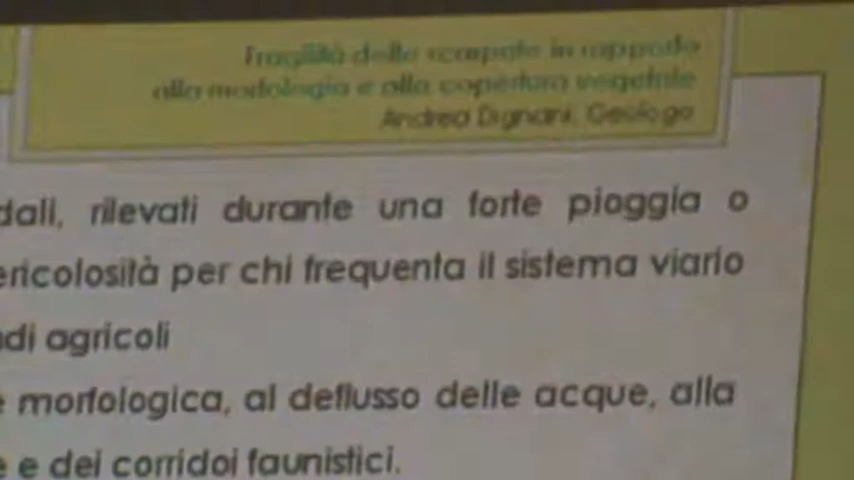 Fragilità delle scarpate in rapporto
alla morfologia e alla copertura vegetale
Andrea Dignani, Geologo
dali, rilevati durante una forte pioggia o
ericolosità per chi frequenta il sistema viario
di agricoli
e morfologica, al deflusso delle acque, alla
e e dei corridoi faunistici.